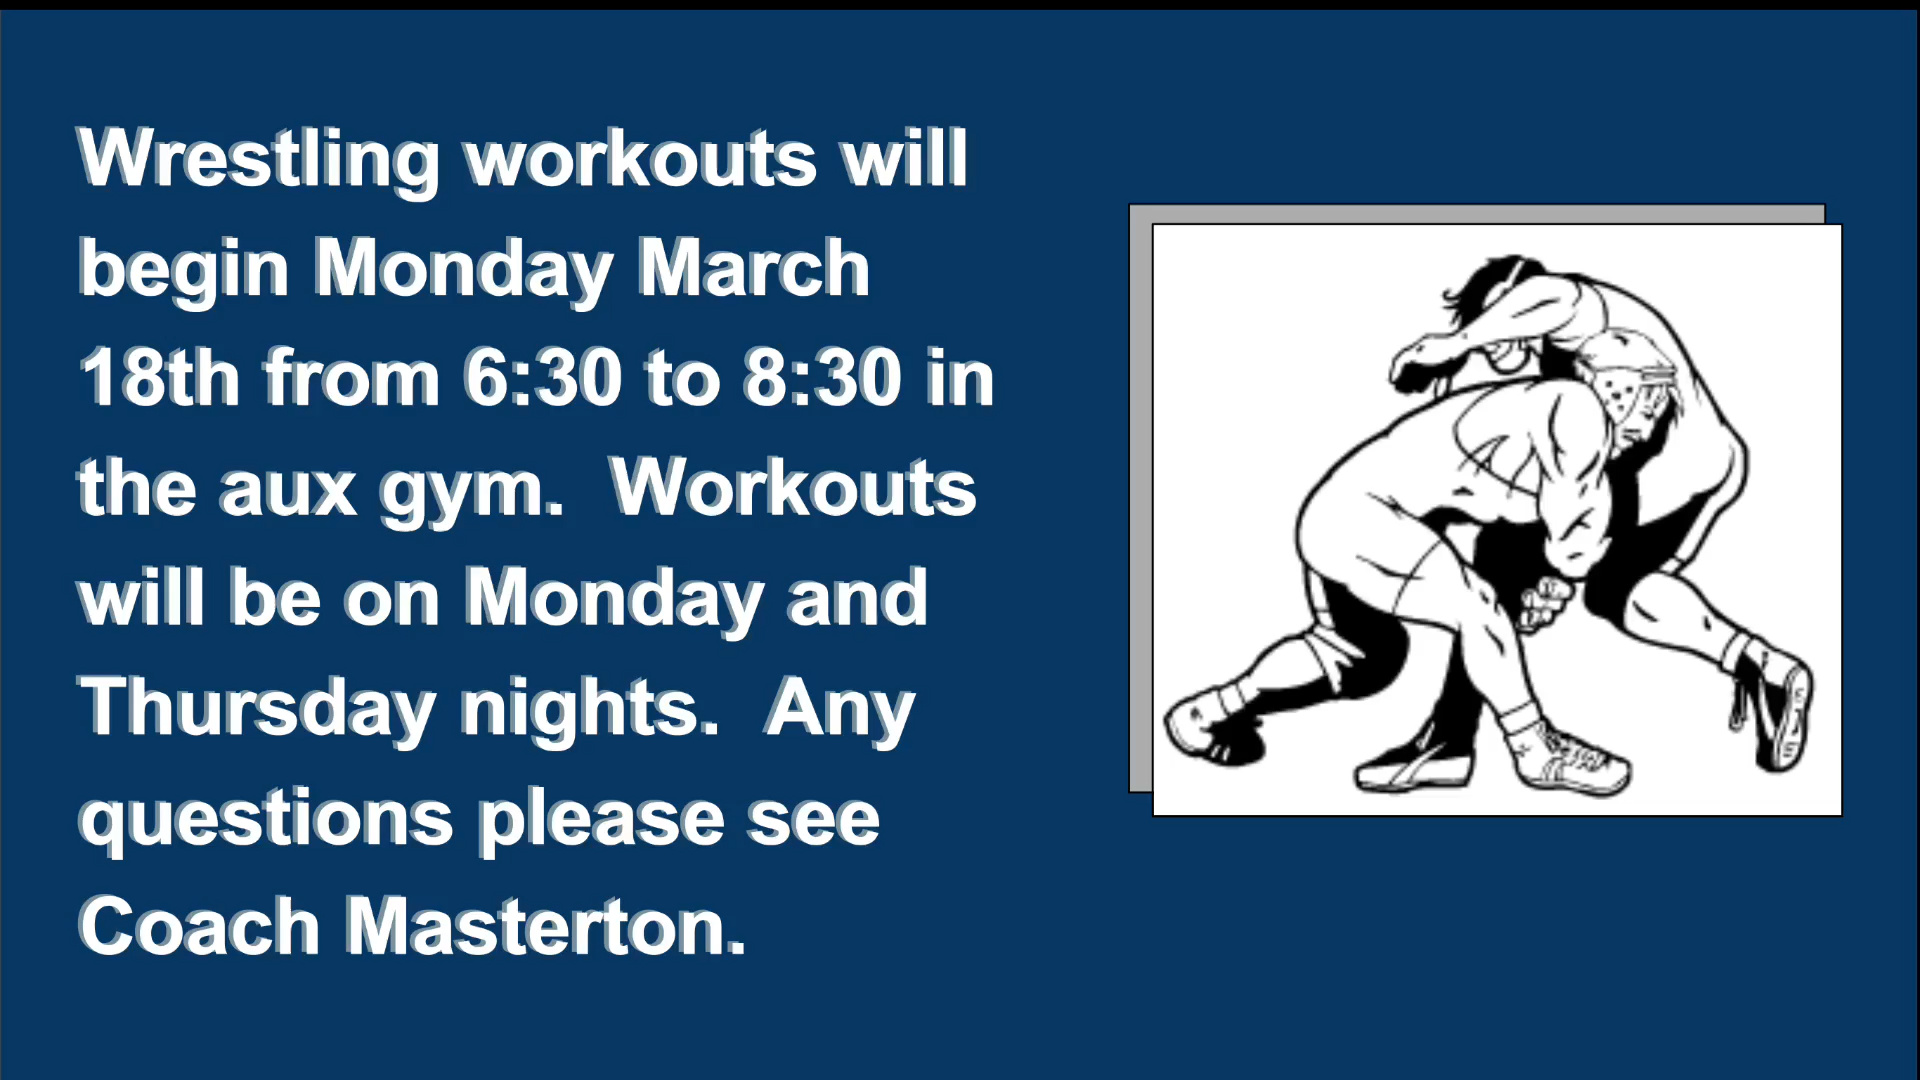 Wrestling workouts will
begin Monday March
18th from 6:30 to 8:30 in
the aux gym.  Workouts
will be on Monday and
Thursday nights.  Any
questions please see
Coach Masterton.